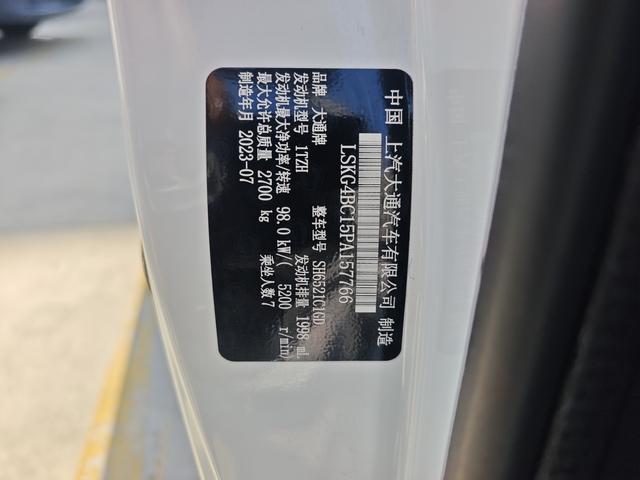 中国 上汽大通汽车有限公司 制造
LSKG4BC15PA157766
品牌 大通牌 整车型号 SH6521C1GD
发动机型号 1TZH 发动机排量 1998 mL
发动机最大净功率/转速 98.0 kW/( 5200 r/min)
最大允许总质量 2700 kg 乘坐人数 7
制造年月 2023-07